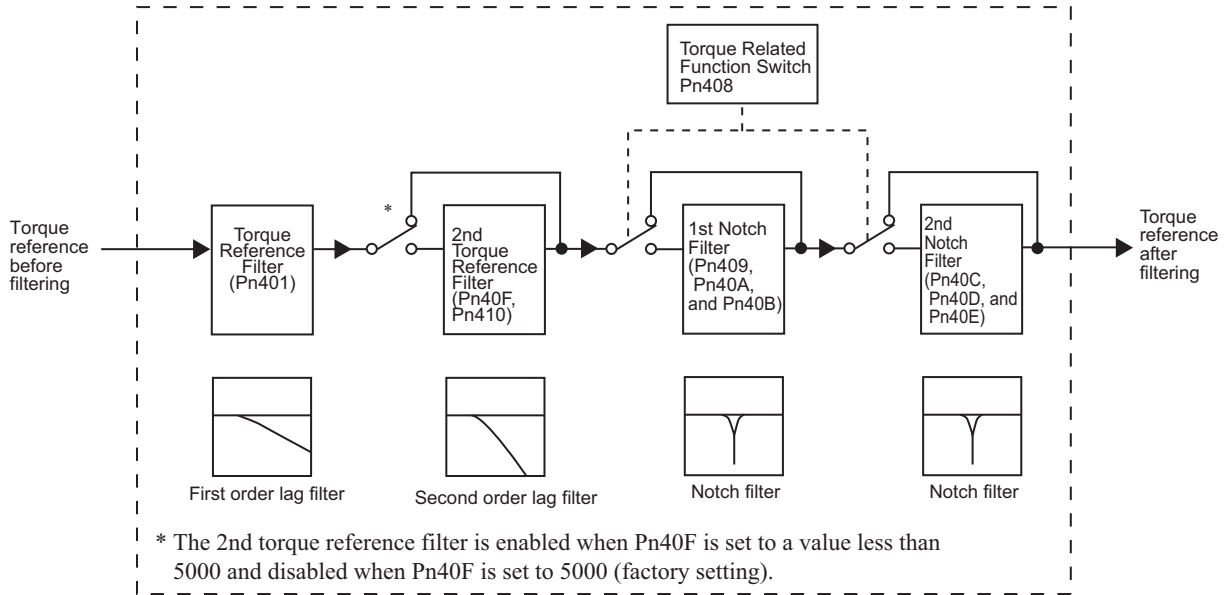 Torque Related
Function Switch
Pn408
Torque
reference
before
filtering
Torque
Reference
Filter
(Pn401)
*
2nd
Torque
Reference
Filter
(Pn40F,
Pn410)
1st Notch
Filter
(Pn409,
Pn40A,
and Pn40B)
2nd
Notch
Filter
(Pn40C,
Pn40D, and
Pn40E)
Torque
reference
after
filtering
First order lag filter
Second order lag filter
Notch filter
Notch filter
* The 2nd torque reference filter is enabled when Pn40F is set to a value less than
5000 and disabled when Pn40F is set to 5000 (factory setting).